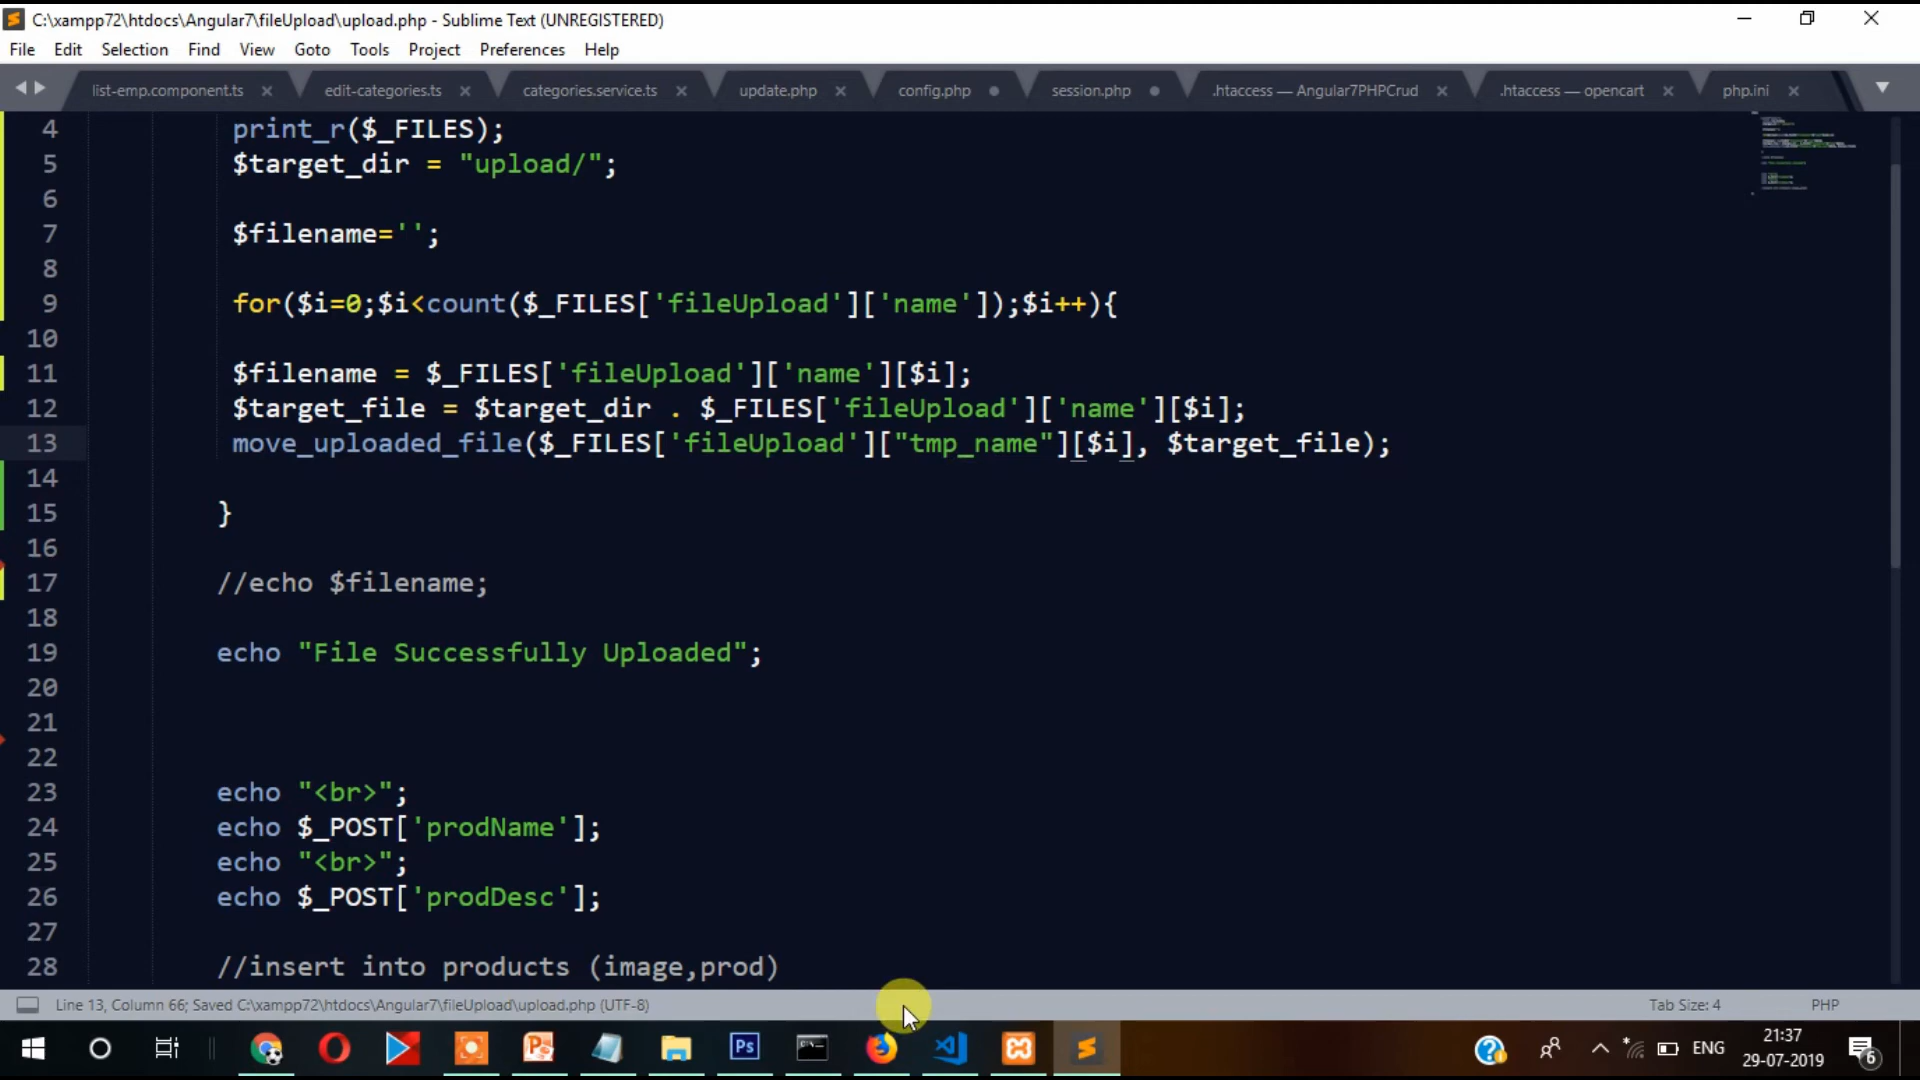 C:\xampp72\htdocs\Angular7\fileUpload\upload.php - Sublime Text (UNREGISTERED)
File Edit Selection Find View Goto Tools Project Preferences Help
list-emp.component.ts edit-categories.ts categories.service.ts update.php config.php session.php .htaccess — Angular7PHPCrud .htaccess — opencart php.ini
4 print_r($_FILES);
5 $target_dir = "upload/";
6
7 $filename='';
8
9 for($i=0;$i<count($_FILES['fileUpload']['name']);$i++){
10
11 $filename = $_FILES['fileUpload']['name'][$i];
12 $target_file = $target_dir . $_FILES['fileUpload']['name'][$i];
13 move_uploaded_file($_FILES['fileUpload']["tmp_name"][$i], $target_file);
14
15 }
16
17 //echo $filename;
18
19 echo "File Successfully Uploaded";
20
21
22
23 echo "<br>";
24 echo $_POST['prodName'];
25 echo "<br>";
26 echo $_POST['prodDesc'];
27
28 //insert into products (image,prod)
Line 13, Column 66; Saved C:\xampp72\htdocs\Angular7\fileUpload\upload.php (UTF-8) Tab Size: 4 PHP
Ps ENG 21:37
29-07-2019 6